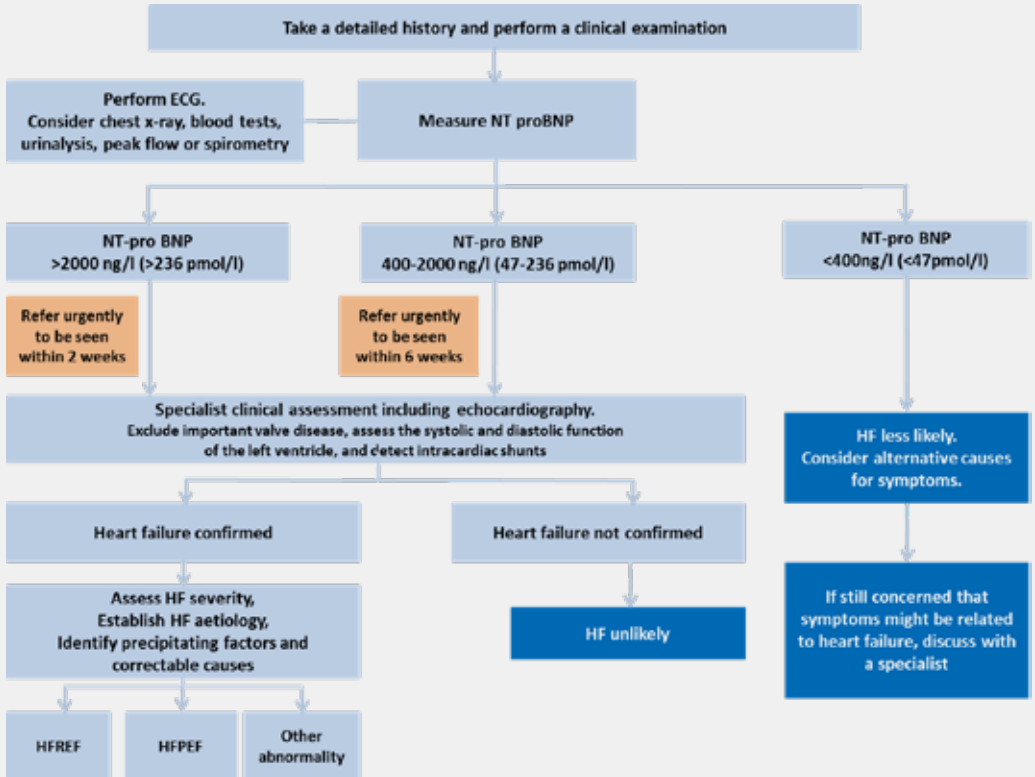 Take a detailed history and perform a clinical examination
Perform ECG.
Consider chest x-ray, blood tests,
urinalysis, peak flow or spirometry
Measure NT proBNP
NT-pro BNP
>2000 ng/l (>236 pmol/l)
NT-pro BNP
400-2000 ng/l (47-236 pmol/l)
NT-pro BNP
<400ng/l (<47pmol/l)
Refer urgently
to be seen
within 2 weeks
Refer urgently
to be seen
within 6 weeks
Specialist clinical assessment including echocardiography.
Exclude important valve disease, assess the systolic and diastolic function
of the left ventricle, and detect intracardiac shunts
HF less likely.
Consider alternative causes
for symptoms.
Heart failure confirmed
Heart failure not confirmed
Assess HF severity,
Establish HF aetiology,
Identify precipitating factors and
correctable causes
HF unlikely
If still concerned that
symptoms might be related
to heart failure, discuss with
a specialist
HFREF
HFPEF
Other
abnormality